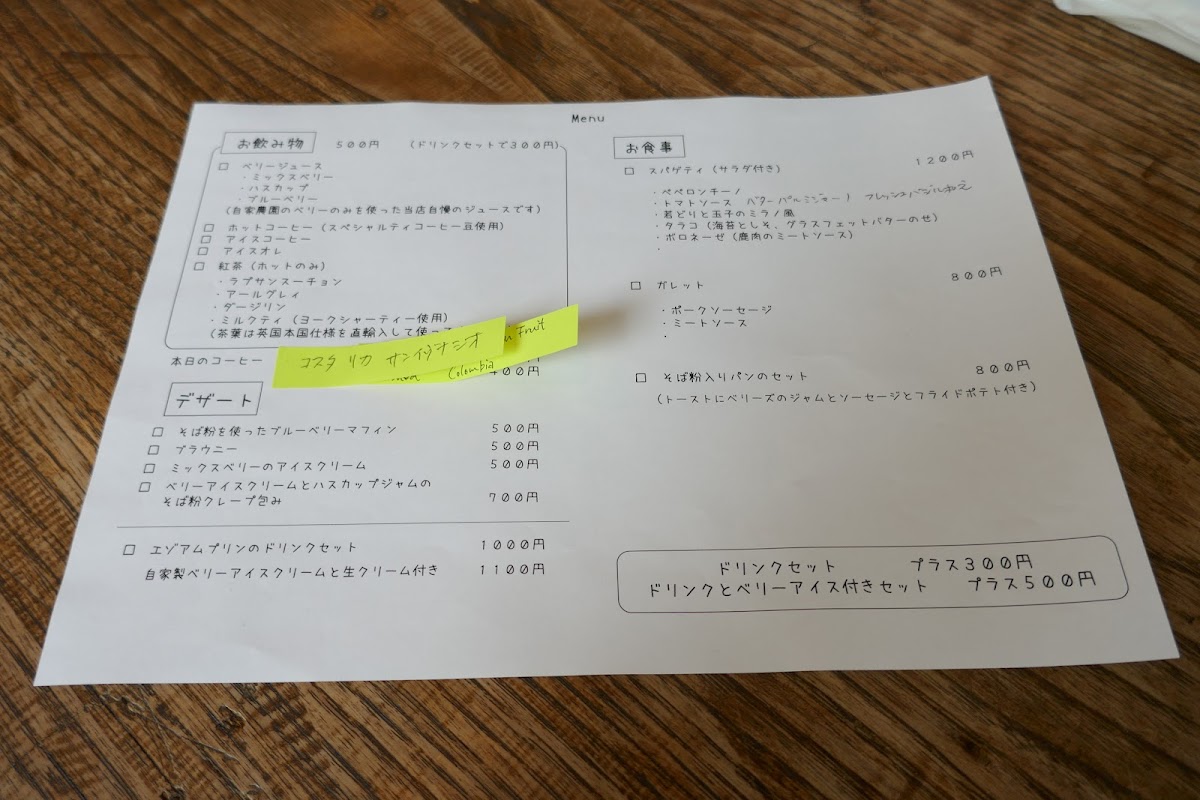 Menu
お飲み物 500円 (ドリンクセットで300円)
□ ベリージュース
・ミックスベリー
・ハスカップ
・ブルーベリー
(自家農園のベリーのみを使った当店自慢のジュースです)
□ ホットコーヒー (スペシャルティコーヒー豆使用)
□ アイスコーヒー
□ アイスオレ
□ 紅茶 (ホットのみ)
・ラプサンスーチョン
・アールグレィ
・ダージリン
・ミルクティ (ヨークシャーティー使用)
(茶葉は英国本国仕様を直輸入して使っ
本日のコーヒー
コスタリカ サンイグナシオ
Fruit
Colombia
400円
デザート
□ そば粉を使ったブルーベリーマフィン 500円
□ ブラウニー 500円
□ ミックスベリーのアイスクリーム 500円
□ ベリーアイスクリームとハスカップジャムの
そば粉クレープ包み 700円
□ エゾアムプリンのドリンクセット 1000円
自家製ベリーアイスクリームと生クリーム付き 1100円
お食事
□ スパゲティ (サラダ付き) 1200円
・ペペロンチーノ
・トマトソース バターパルミジャーノ フレッシュバジル和え
・若どりと玉子のミラノ風
・タラコ (海苔としそ、グラスフェットバターのせ)
・ボロネーゼ (鹿肉のミートソース)
・
□ ガレット 800円
・ポークソーセージ
・ミートソース
・
□ そば粉入りパンのセット 800円
(トーストにベリーズのジャムとソーセージとフライドポテト付き)
ドリンクセット プラス300円
ドリンクとベリーアイス付きセット プラス500円